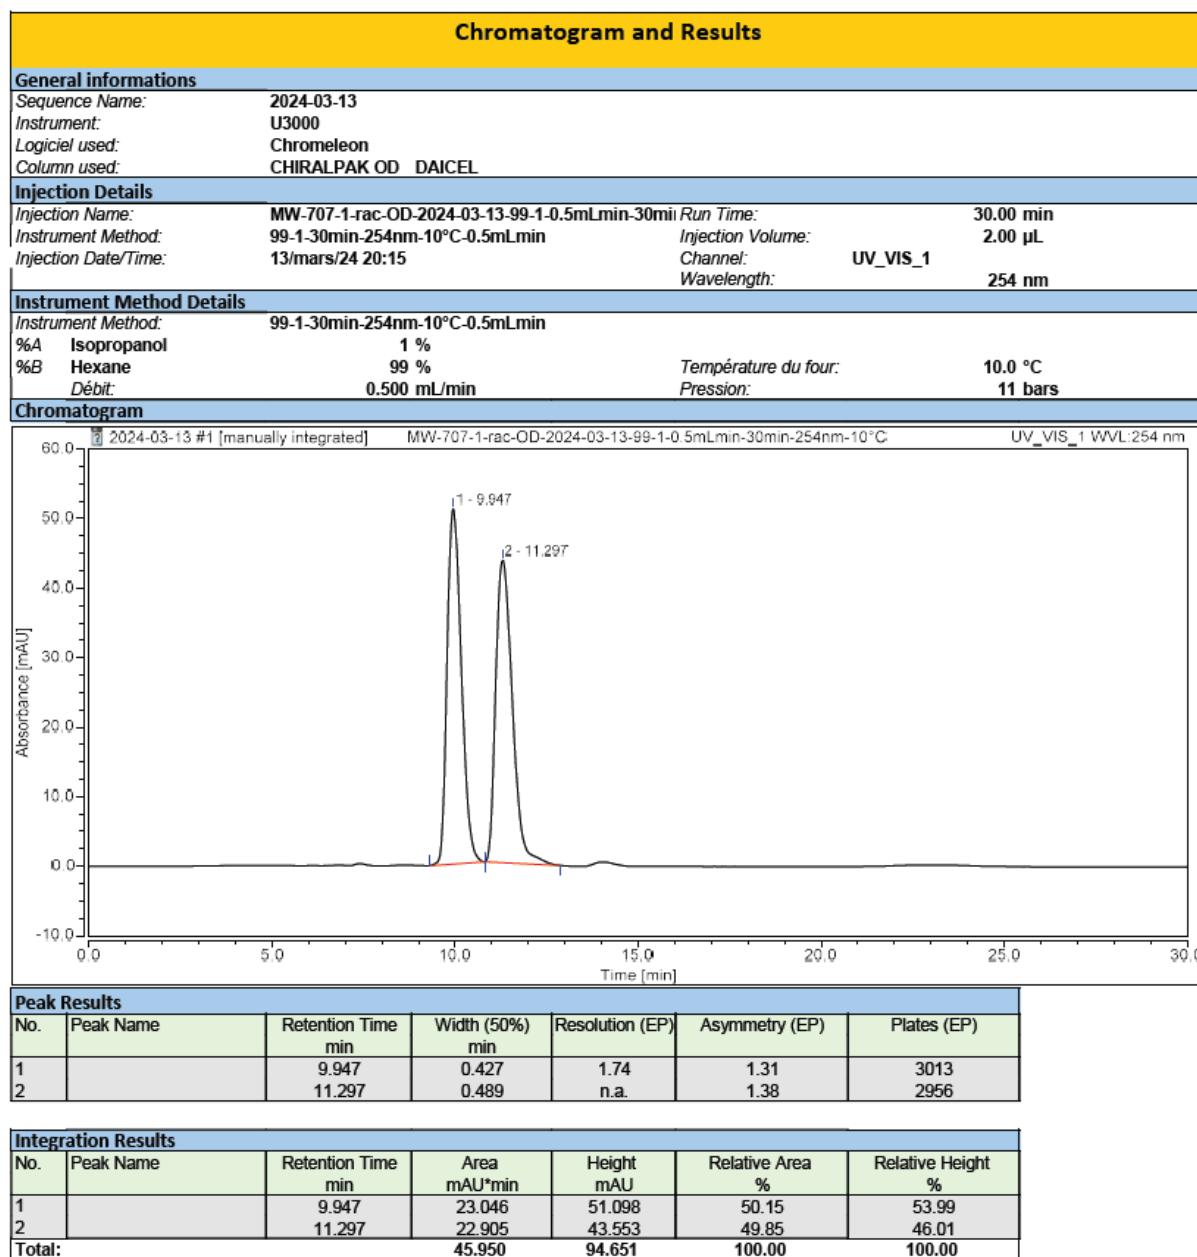 Chromatogram and Results
General informations
Sequence Name: 2024-03-13
Instrument: U3000
Logiciel used: Chromeleon
Column used: CHIRALPAK OD DAICEL
Injection Details
Injection Name: MW-707-1-rac-OD-2024-03-13-99-1-0.5mLmin-30mi Run Time: 30.00 min
Instrument Method: 99-1-30min-254nm-10°C-0.5mLmin Injection Volume: 2.00 µL
Injection Date/Time: 13/mars/24 20:15 Channel: UV_VIS_1
Wavelength: 254 nm
Instrument Method Details
Instrument Method: 99-1-30min-254nm-10°C-0.5mLmin
%A Isopropanol 1 %
%B Hexane 99 % Température du four: 10.0 °C
Débit: 0.500 mL/min Pression: 11 bars
Chromatogram
2024-03-13 #1 [manually integrated] MW-707-1-rac-OD-2024-03-13-99-1-0.5mLmin-30min-254nm-10°C UV_VIS_1 WVL:254 nm
60.0
50.0
40.0
30.0
20.0
10.0
0.0
-10.0
Absorbance [mAU]
1 - 9.947
2 - 11.297
0.0 5.0 10.0 15.0 20.0 25.0 30.0
Time [min]
Peak Results
No. Peak Name Retention Time Width (50%) Resolution (EP) Asymmetry (EP) Plates (EP)
min min
1 9.947 0.427 1.74 1.31 3013
2 11.297 0.489 n.a. 1.38 2956
Integration Results
No. Peak Name Retention Time Area Height Relative Area Relative Height
min mAU*min mAU % %
1 9.947 23.046 51.098 50.15 53.99
2 11.297 22.905 43.553 49.85 46.01
Total: 45.950 94.651 100.00 100.00